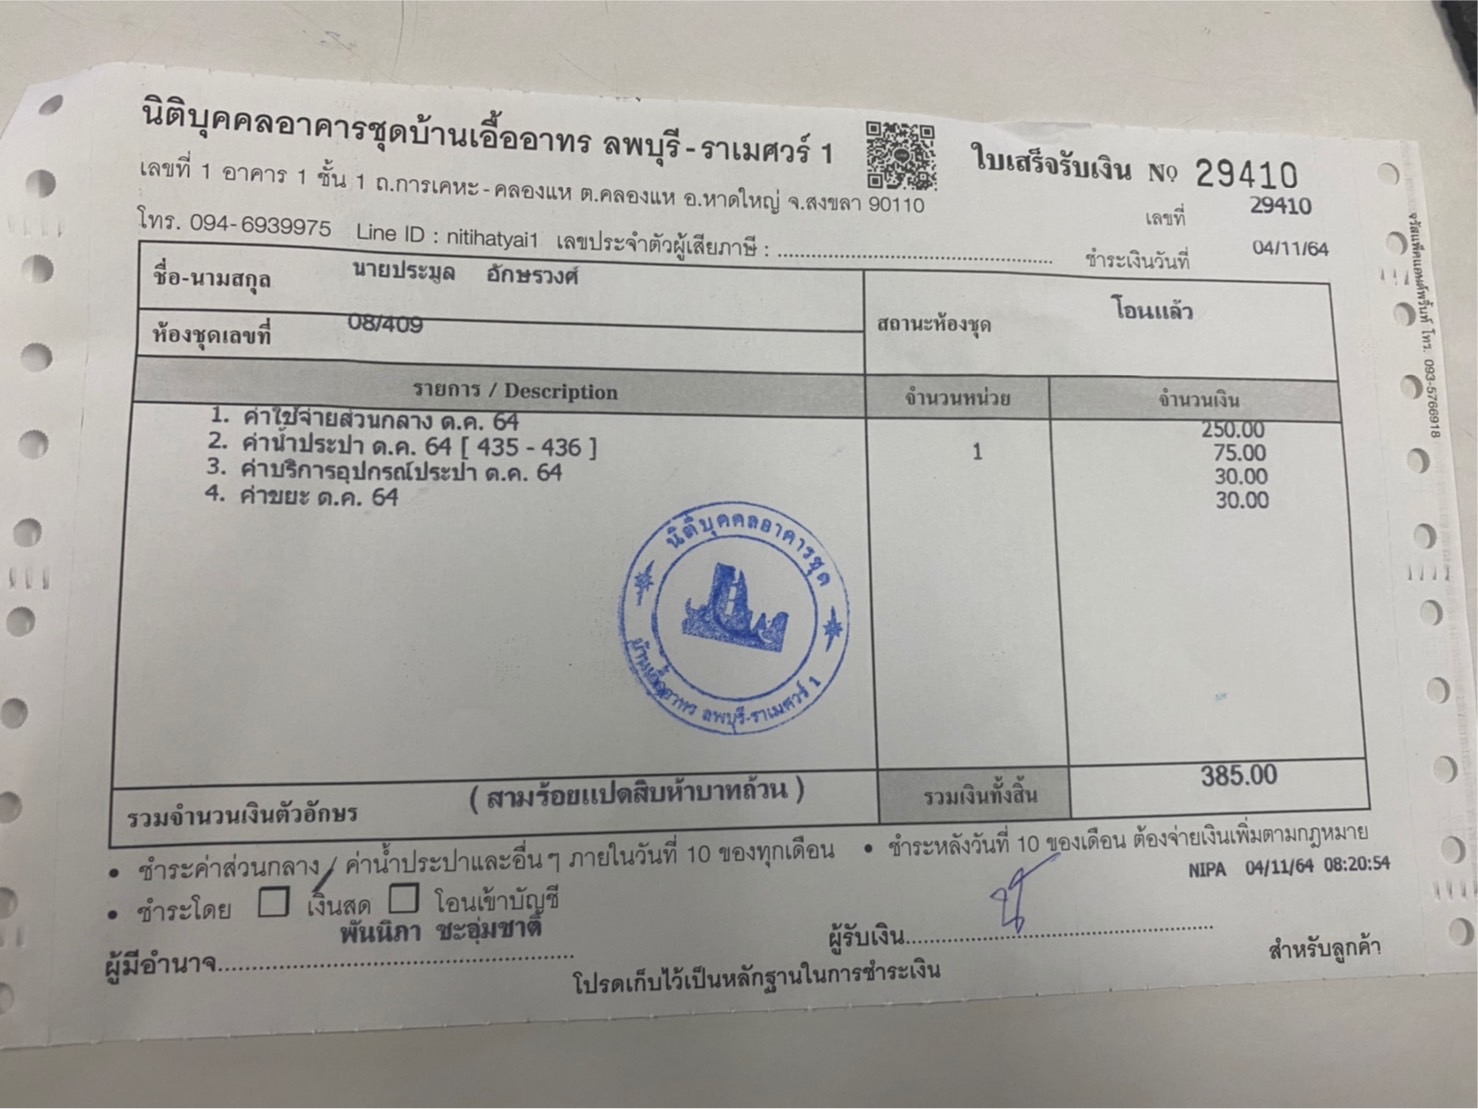 นิติบุคคลอาคารชุดบ้านเอื้ออาทร ลพบุรี-ราเมศวร์ 1
ใบเสร็จรับเงิน № 29410
เลขที่ 1 อาคาร 1 ชั้น 1 ถ.การเคหะ-คลองแห ต.คลองแห อ.หาดใหญ่ จ.สงขลา 90110
เลขที่ 29410
โทร. 094-6939975 Line ID : nitihatyai1 เลขประจำตัวผู้เสียภาษี :
ชำระเงินวันที่ 04/11/64
ชื่อ-นามสกุล นายประมูล อักษรวงศ์
ห้องชุดเลขที่ 08/409
สถานะห้องชุด โอนแล้ว
รายการ / Description จำนวนหน่วย จำนวนเงิน
1. ค่าใช้จ่ายส่วนกลาง ต.ค. 64 250.00
2. ค่าน้ำประปา ต.ค. 64 [ 435 - 436 ] 1 75.00
3. ค่าบริการอุปกรณ์ประปา ต.ค. 64 30.00
4. ค่าขยะ ต.ค. 64 30.00
นิติบุคคลอาคารชุด
บ้านเอื้ออาทร ลพบุรี-ราเมศวร์ 1
รวมจำนวนเงินตัวอักษร ( สามร้อยแปดสิบห้าบาทถ้วน ) รวมเงินทั้งสิ้น 385.00
• ชำระค่าส่วนกลาง / ค่าน้ำประปาและอื่นๆ ภายในวันที่ 10 ของทุกเดือน • ชำระหลังวันที่ 10 ของเดือน ต้องจ่ายเงินเพิ่มตามกฎหมาย
NIPA 04/11/64 08:20:54
• ชำระโดย เงินสด โอนเข้าบัญชี
พันนิภา ชะอุ่มชาติ
ผู้มีอำนาจ
ผู้รับเงิน
สำหรับลูกค้า
โปรดเก็บไว้เป็นหลักฐานในการชำระเงิน
โทร. 093-5766918